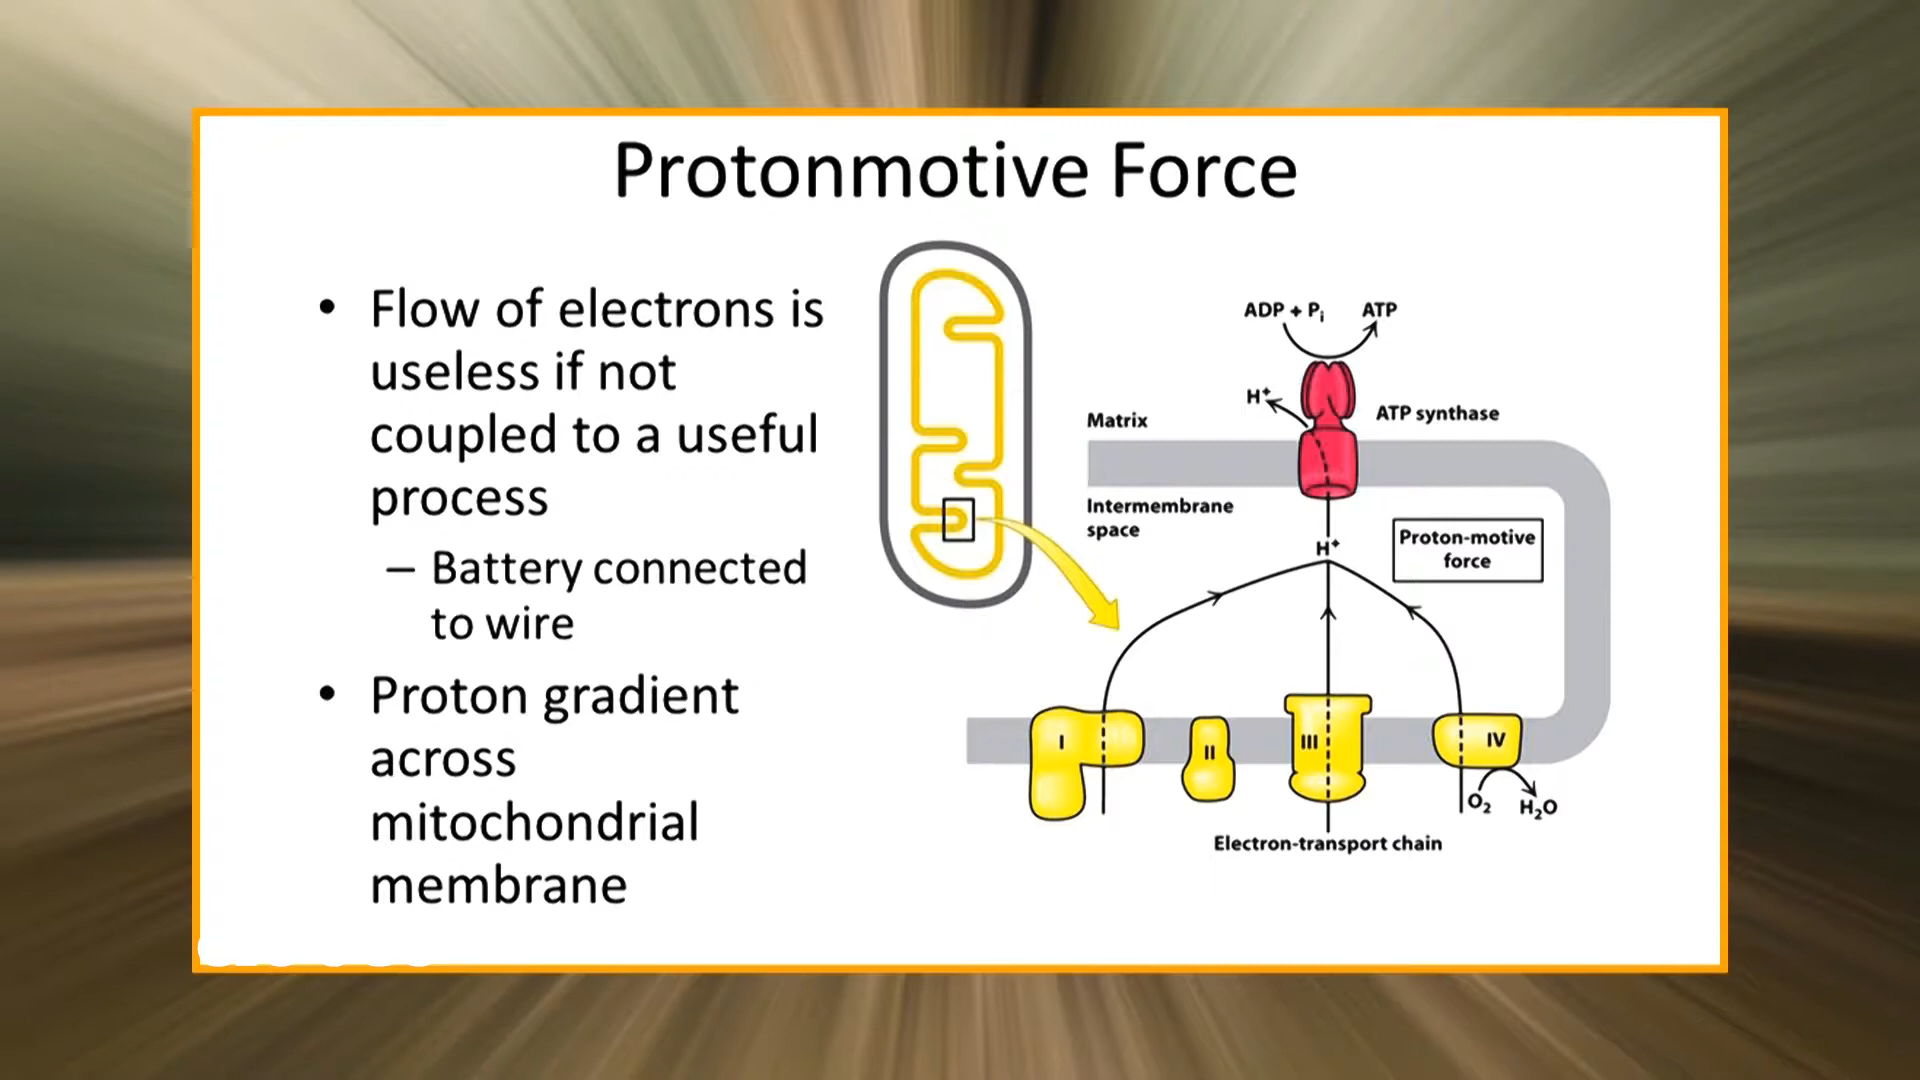 Protonmotive Force
• Flow of electrons is
useless if not
coupled to a useful
process
– Battery connected
to wire
• Proton gradient
across
mitochondrial
membrane
ADP + Pi
ATP
H+
ATP synthase
Matrix
Intermembrane
space
H+
Proton-motive
force
I
II
III
IV
O2
H2O
Electron-transport chain